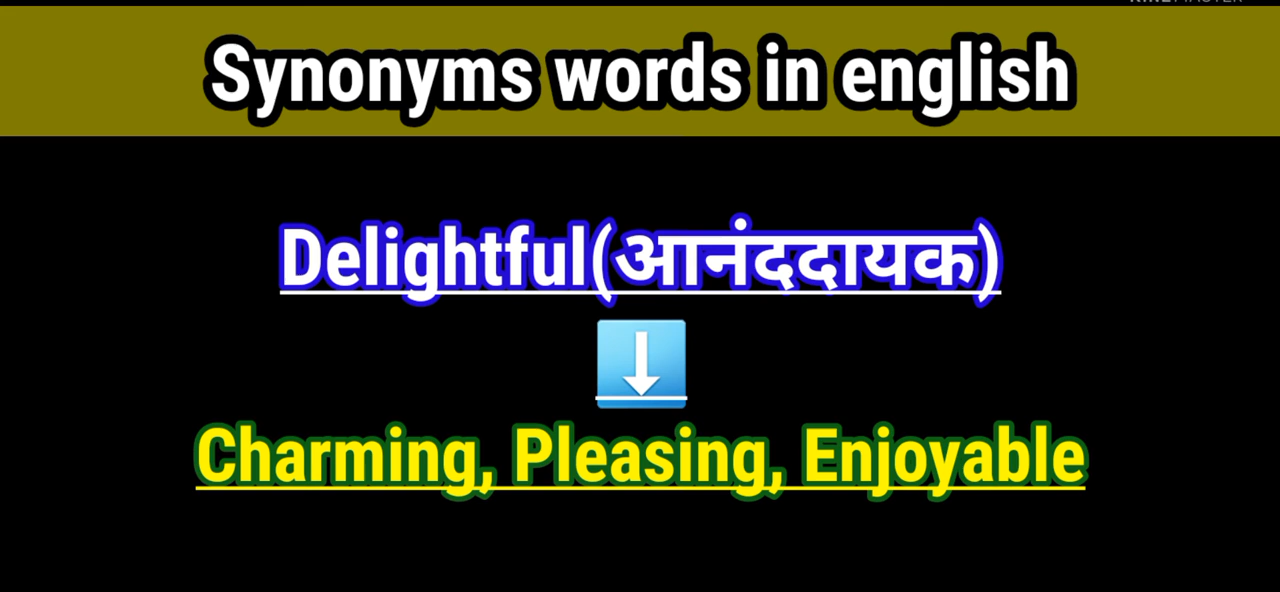 Synonyms words in english
Delightful(आनंददायक)
Charming, Pleasing, Enjoyable